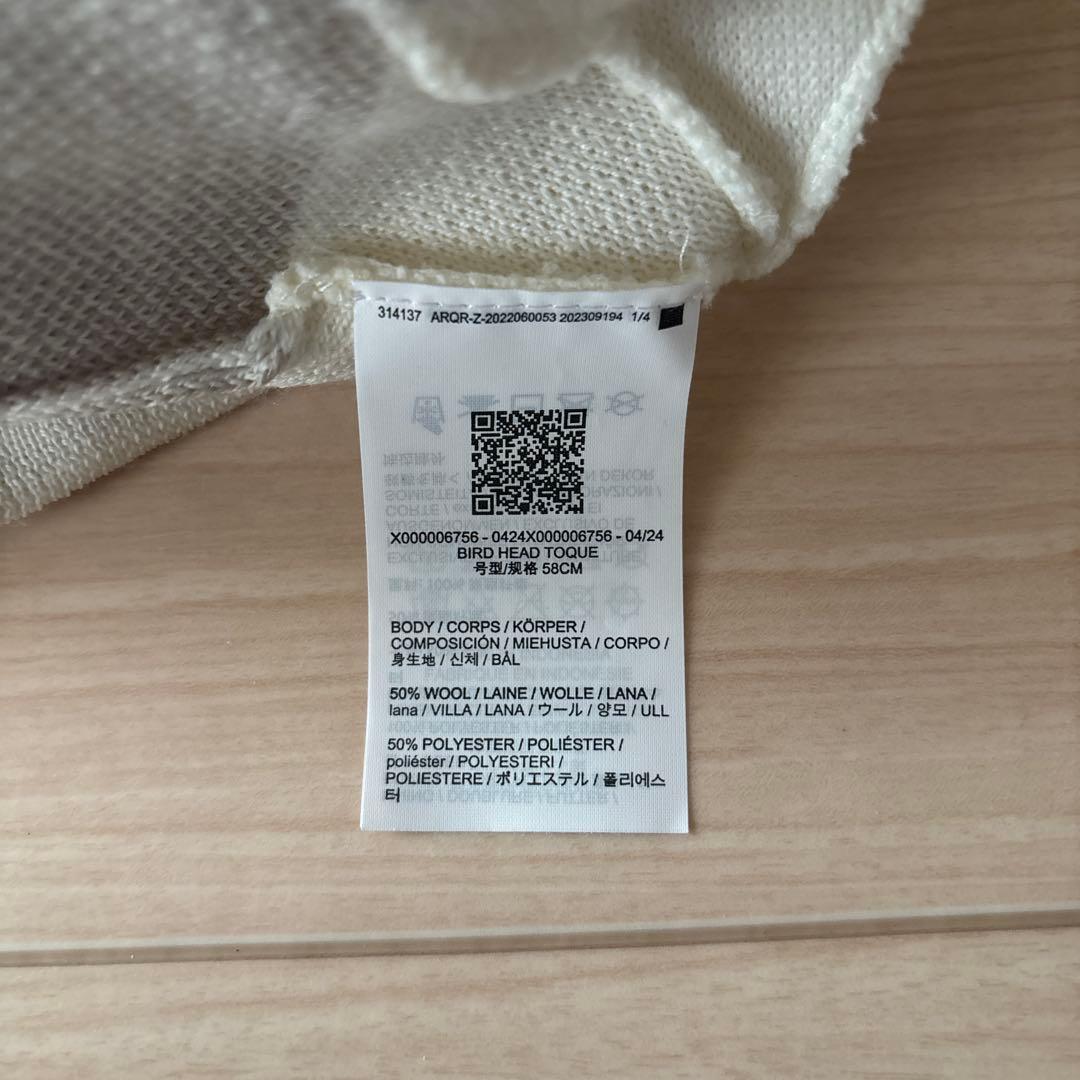 314137 ARQR-Z-2022060053 202309194 1/4
X000006756 - 0424X000006756 - 04/24
BIRD HEAD TOQUE
号型/规格 58CM
BODY / CORPS / KÖRPER /
COMPOSICIÓN / MIEHUSTA / CORPO /
身生地 / 신체 / BÅL
50% WOOL / LAINE / WOLLE / LANA /
lana / VILLA / LANA / ウール / 양모 / ULL
50% POLYESTER / POLIÉSTER /
poliéster / POLYESTERI /
POLIESTERE / ポリエステル / 폴리에스
터